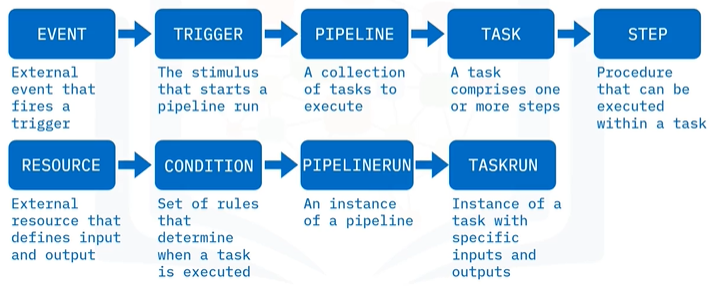 EVENT
TRIGGER
PIPELINE
TASK
STEP
External
event that
fires a
trigger
The stimulus
that starts a
pipeline run
A collection
of tasks to
execute
A task
comprises one
or more steps
Procedure
that can be
executed
within a task
RESOURCE
CONDITION
PIPELINERUN
TASKRUN
External
resource that
defines input
and output
Set of rules
that
determine
when a task
is executed
An instance
of a pipeline
Instance of a
task with
specific
inputs and
outputs